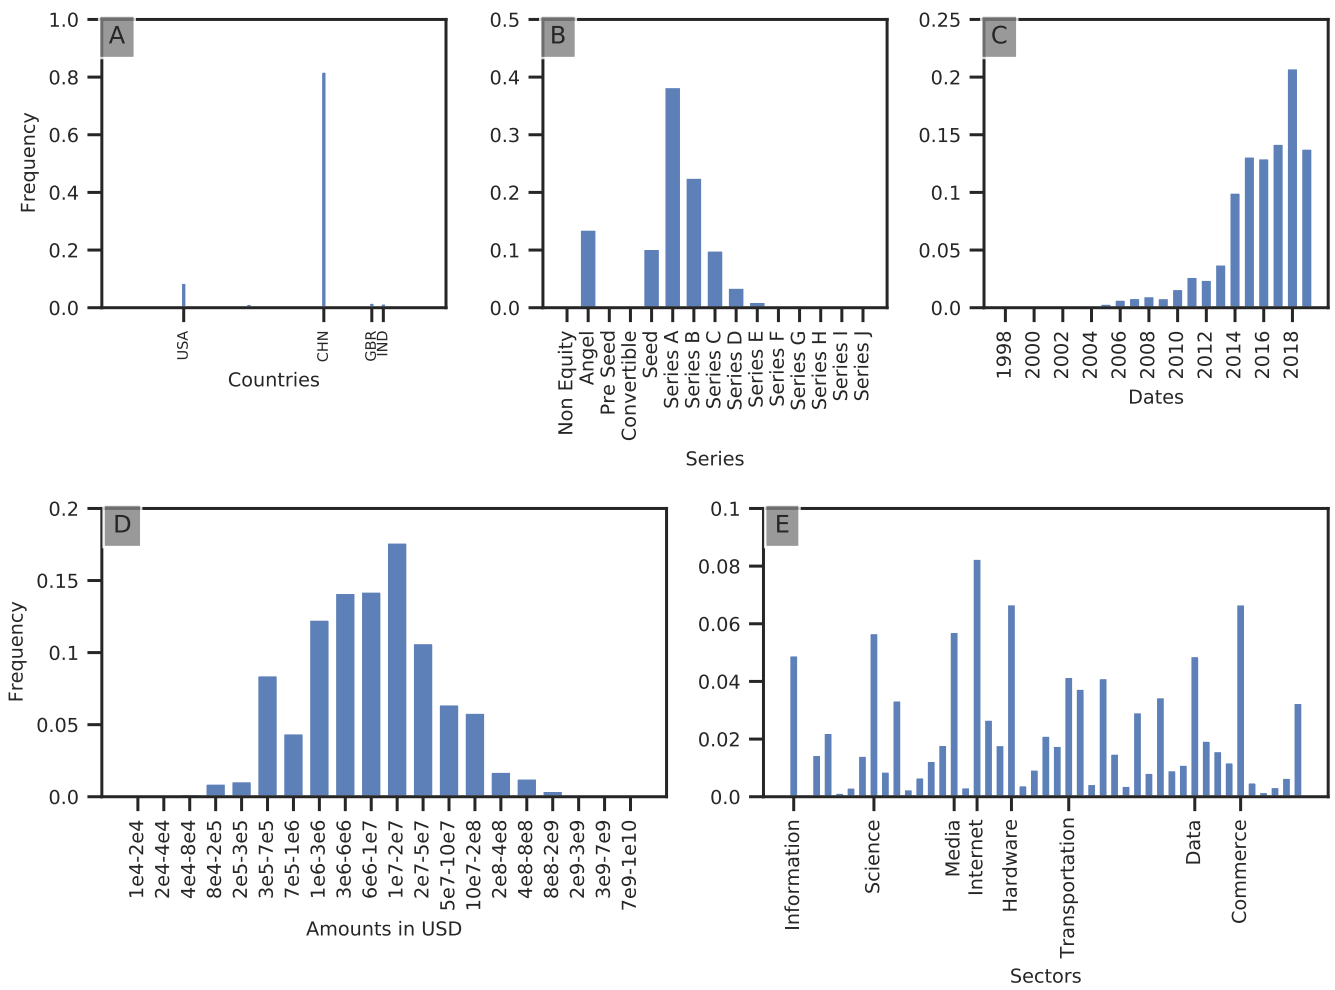 A
1.0
0.8
0.6
0.4
0.2
0.0
Frequency
USA
CHN
GBR
IND
Countries
B
0.5
0.4
0.3
0.2
0.1
0.0
Non Equity
Angel
Pre Seed
Convertible
Seed
Series A
Series B
Series C
Series D
Series E
Series F
Series G
Series H
Series I
Series J
Series
C
0.25
0.2
0.15
0.1
0.05
0.0
1998
2000
2002
2004
2006
2008
2010
2012
2014
2016
2018
Dates
D
0.2
0.15
0.1
0.05
0.0
Frequency
1e4-2e4
2e4-4e4
4e4-8e4
8e4-2e5
2e5-3e5
3e5-7e5
7e5-1e6
1e6-3e6
3e6-6e6
6e6-1e7
1e7-2e7
2e7-5e7
5e7-10e7
10e7-2e8
2e8-4e8
4e8-8e8
8e8-2e9
2e9-3e9
3e9-7e9
7e9-1e10
Amounts in USD
E
0.1
0.08
0.06
0.04
0.02
0.0
Information
Science
Media
Internet
Hardware
Transportation
Data
Commerce
Sectors